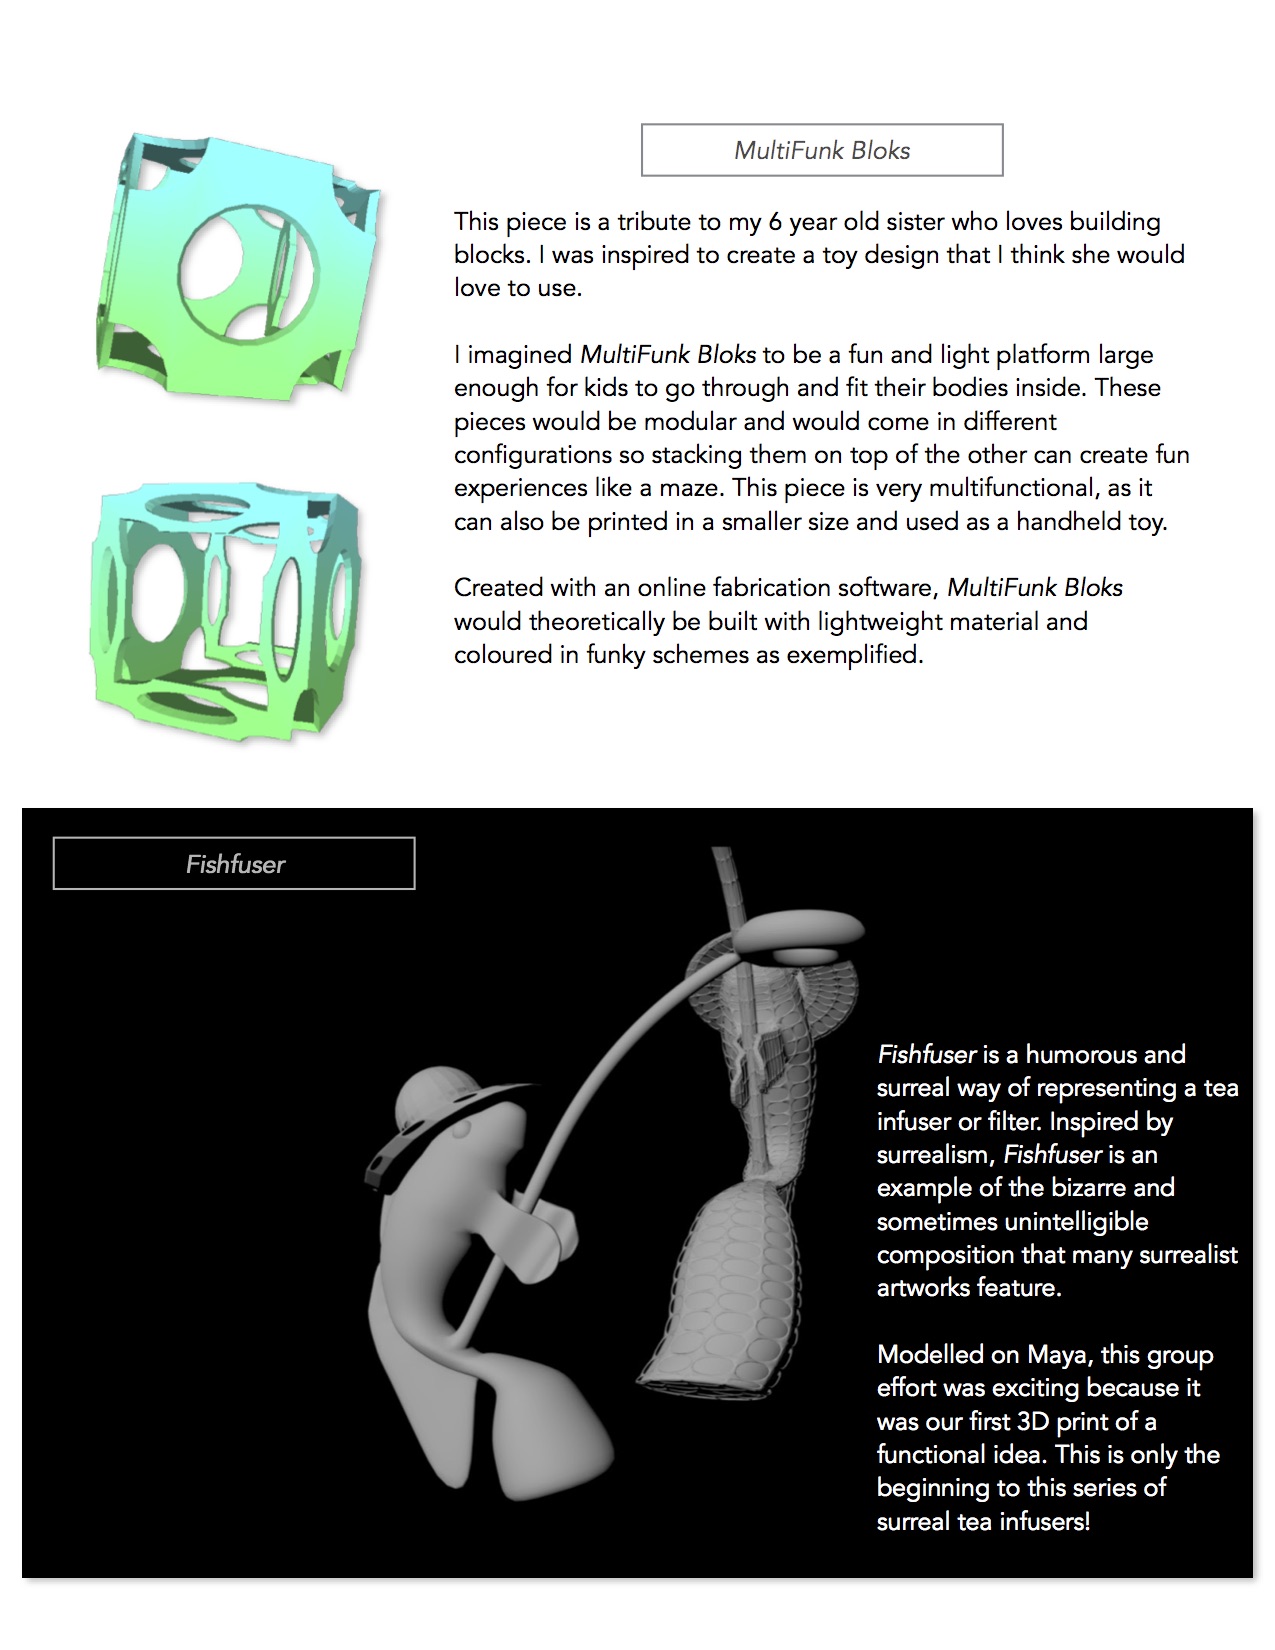 MultiFunk Bloks
This piece is a tribute to my 6 year old sister who loves building
blocks. I was inspired to create a toy design that I think she would
love to use.
I imagined MultiFunk Bloks to be a fun and light platform large
enough for kids to go through and fit their bodies inside. These
pieces would be modular and would come in different
configurations so stacking them on top of the other can create fun
experiences like a maze. This piece is very multifunctional, as it
can also be printed in a smaller size and used as a handheld toy.
Created with an online fabrication software, MultiFunk Bloks
would theoretically be built with lightweight material and
coloured in funky schemes as exemplified.
Fishfuser
Fishfuser is a humorous and
surreal way of representing a tea
infuser or filter. Inspired by
surrealism, Fishfuser is an
example of the bizarre and
sometimes unintelligible
composition that many surrealist
artworks feature.
Modelled on Maya, this group
effort was exciting because it
was our first 3D print of a
functional idea. This is only the
beginning to this series of
surreal tea infusers!